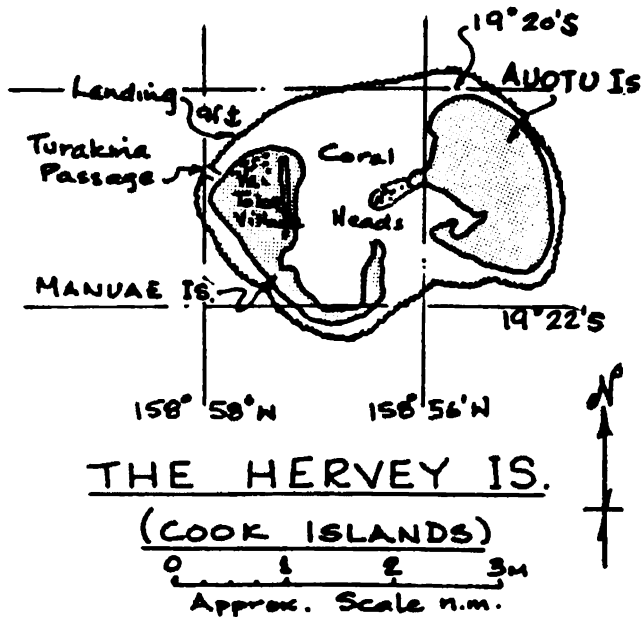 19°20'S
AUOTU IS
Landing
Turakina
Passage
Coral
Village
Heads
MANUAE IS.
19°22'S
158° 58'W
158° 56'W
N
THE HERVEY IS.
(COOK ISLANDS)
0 1 2 3M
Approx. Scale n.m.